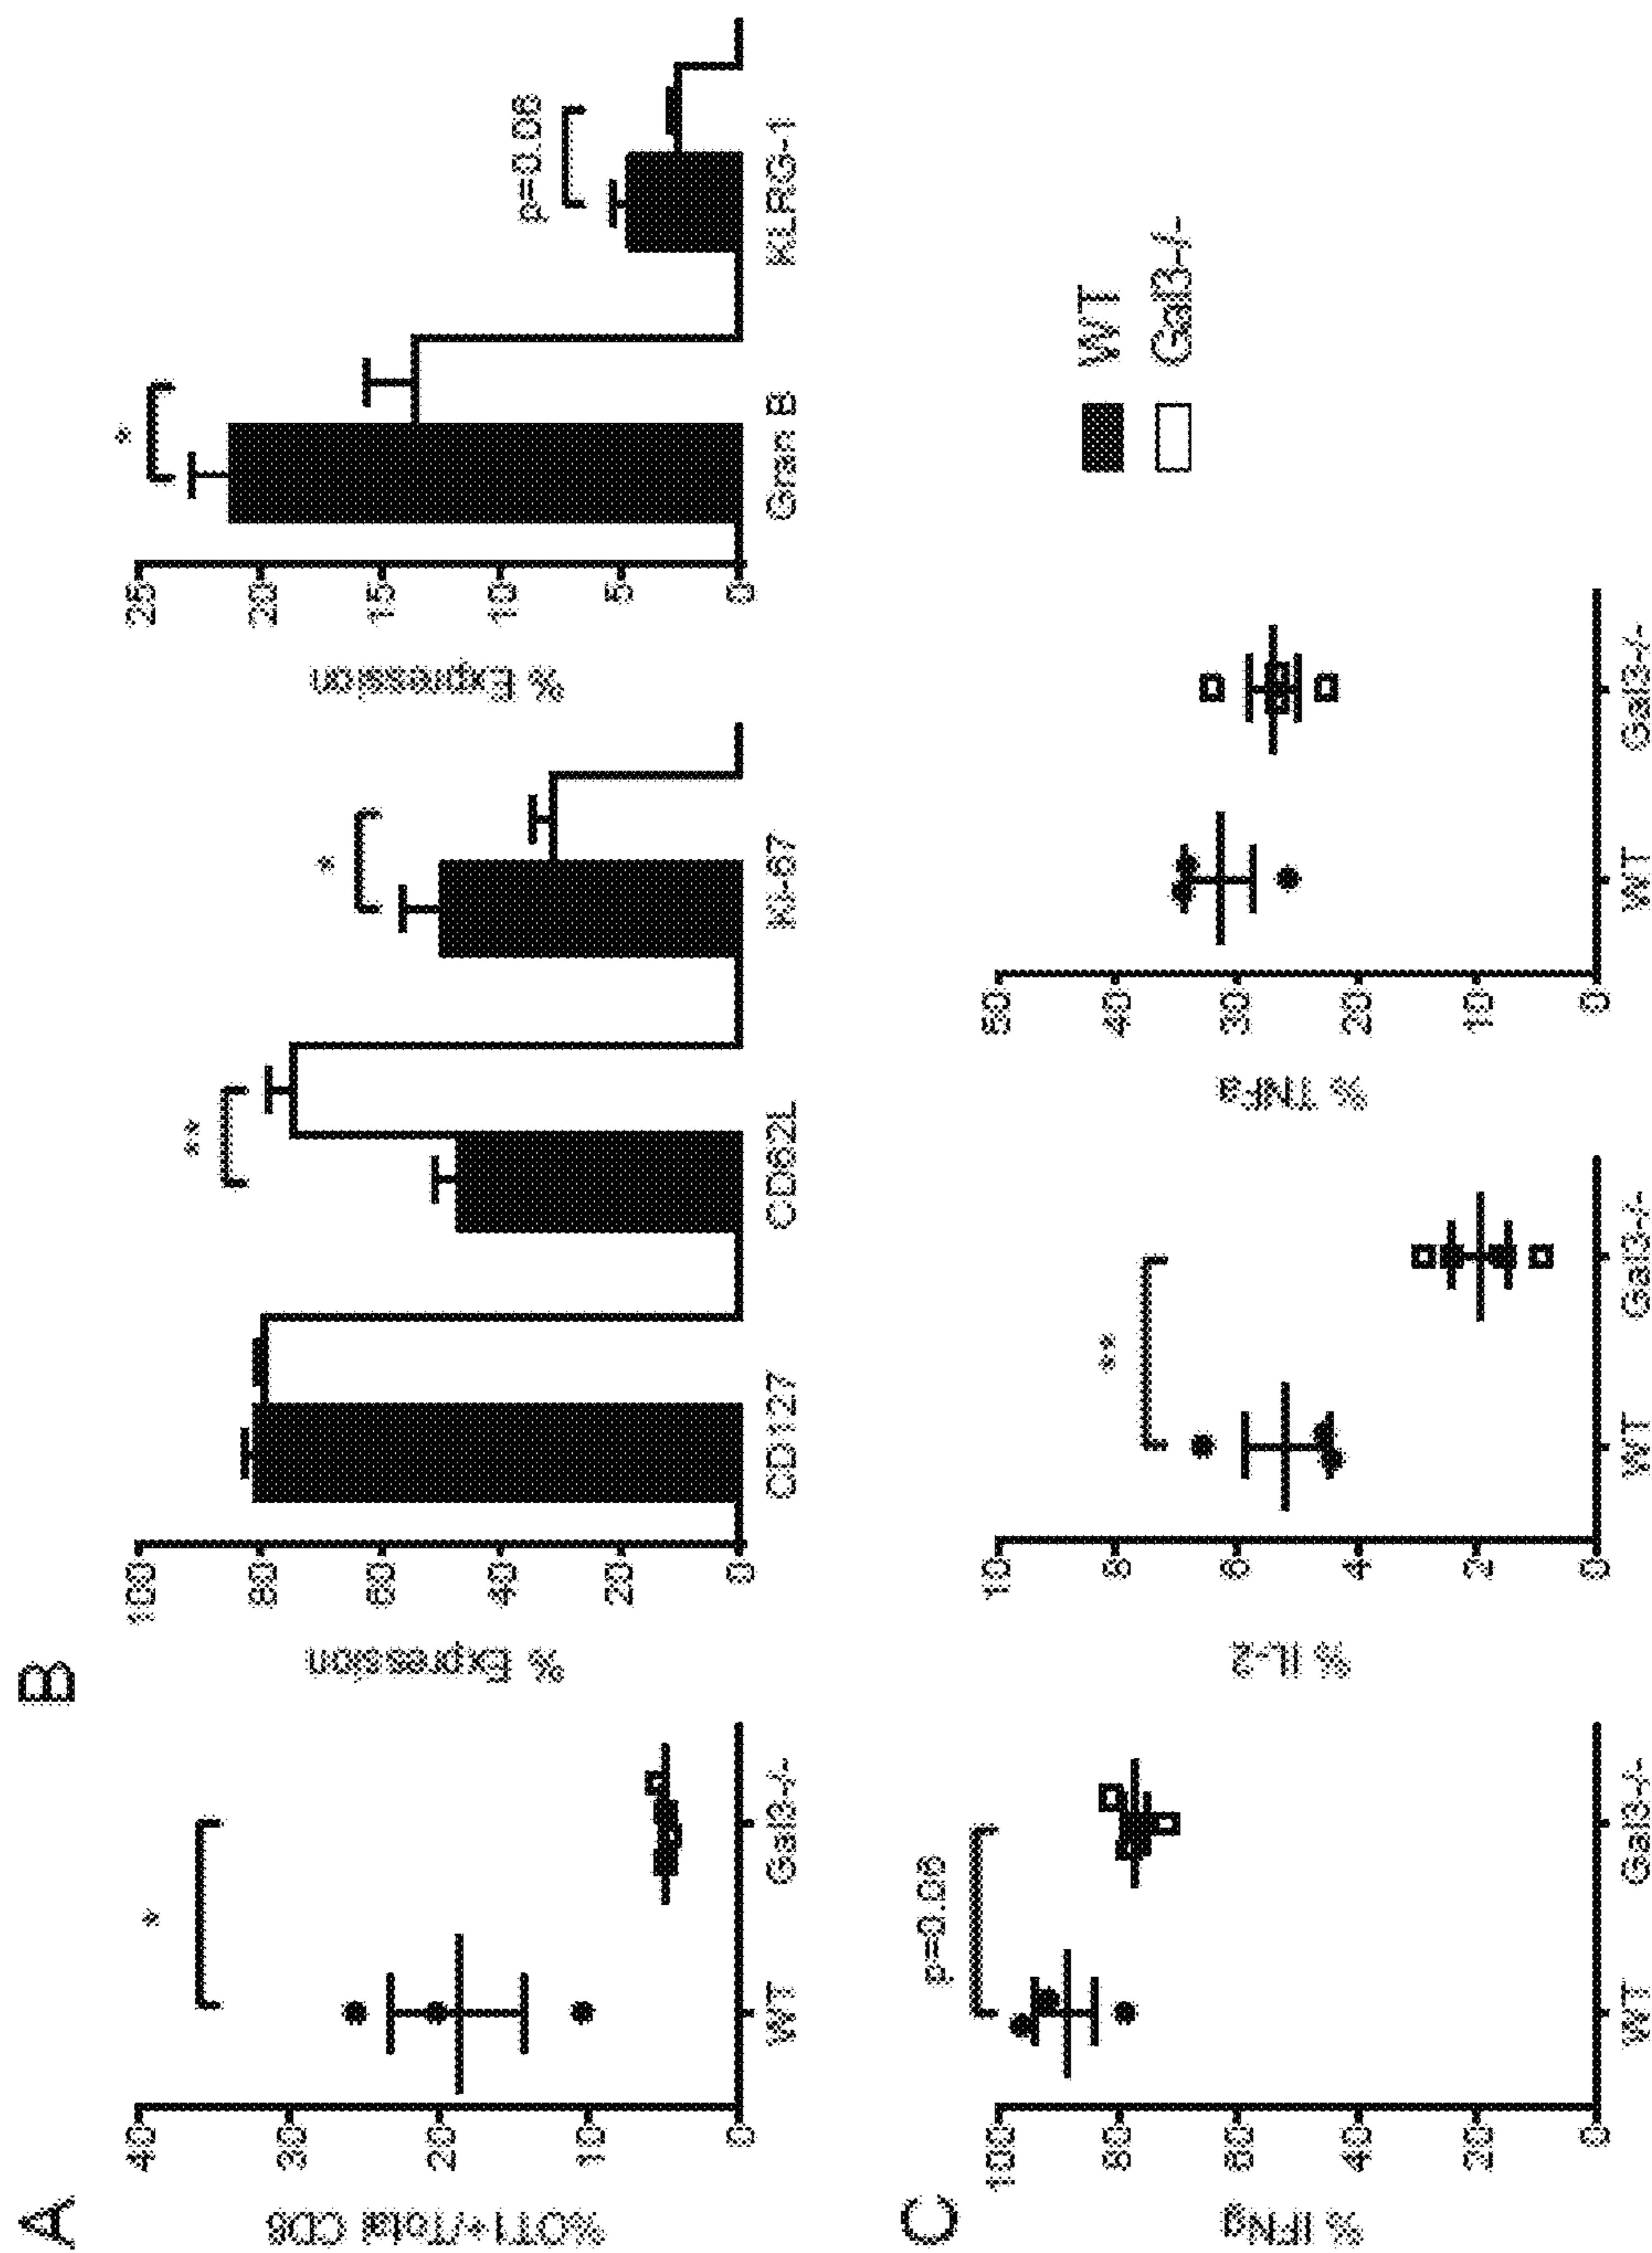 A
%OT1+/Total CD8
40
30
20
10
0
*
WT
Gal3-/-
B
% Expression
100
80
60
40
20
0
**
*
CD127
CD62L
Ki-67
% Expression
25
20
15
10
5
0
*
p=0.06
Gran B
KLRG-1
C
% IFNg
100
80
60
40
20
0
p=0.06
WT
Gal3-/-
% IL-2
10
8
6
4
2
0
**
WT
Gal3-/-
% TNFa
50
40
30
20
10
0
WT
Gal3-/-
WT
Gal3-/-